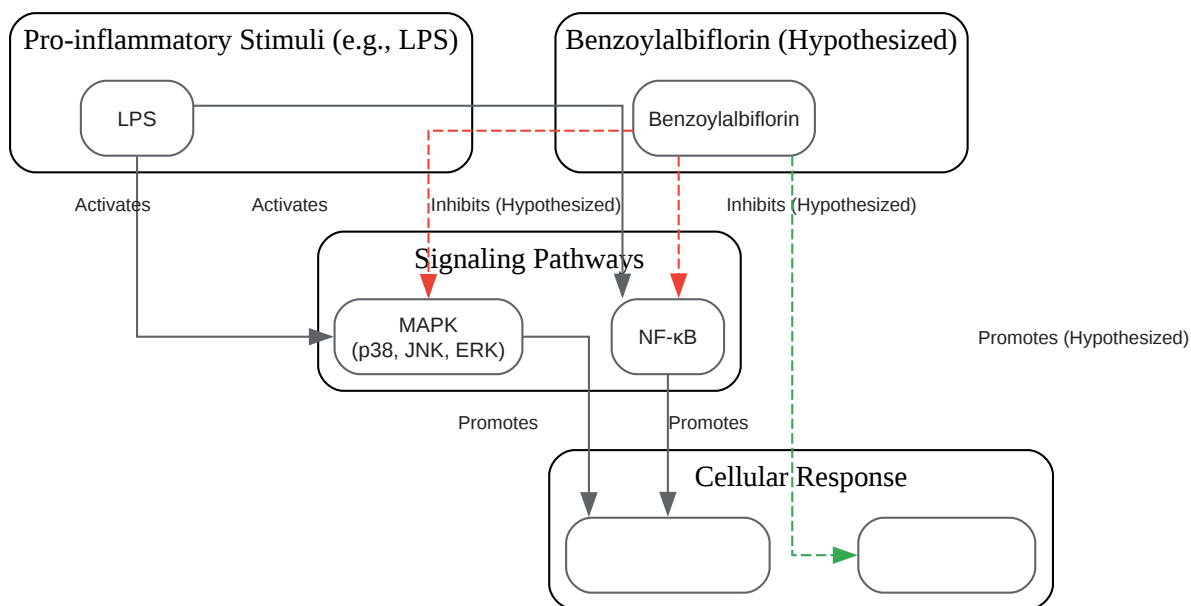 Pro-inflammatory Stimuli (e.g., LPS)
Benzoylalbiflorin (Hypothesized)
LPS
Benzoylalbiflorin
Activates
Activates
Inhibits (Hypothesized)
Inhibits (Hypothesized)
Signaling Pathways
MAPK
(p38, JNK, ERK)
NF-κB
Promotes (Hypothesized)
Promotes
Promotes
Cellular Response